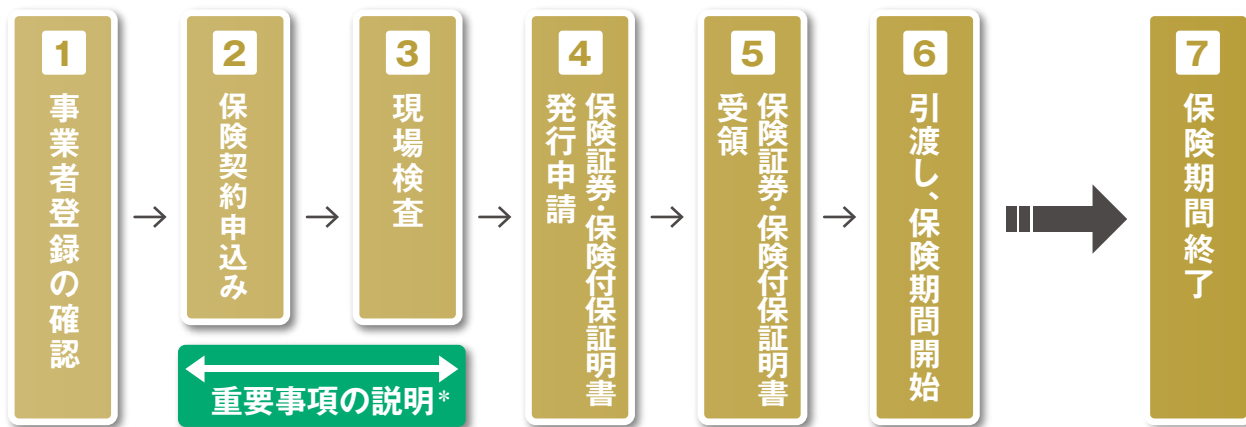 1
事業者登録の確認
2
保険契約申込み
3
現場検査
4
保険証券・保険付保証明書
発行申請
5
保険証券・保険付保証明書
受領
6
引渡し、保険期間開始
7
保険期間終了
重要事項の説明*